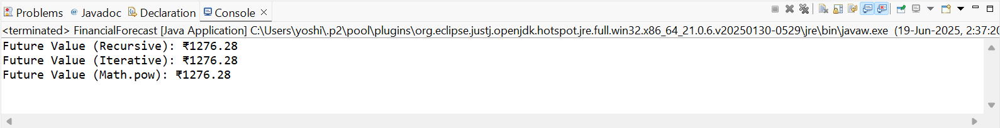 Problems @ Javadoc Declaration Console
<terminated> FinancialForecast [Java Application] C:\Users\yoshi\.p2\pool\plugins\org.eclipse.justj.openjdk.hotspot.jre.full.win32.x86_64_21.0.6.v20250130-0529\jre\bin\javaw.exe (19-Jun-2025, 2:37:20
Future Value (Recursive): ₹1276.28
Future Value (Iterative): ₹1276.28
Future Value (Math.pow): ₹1276.28